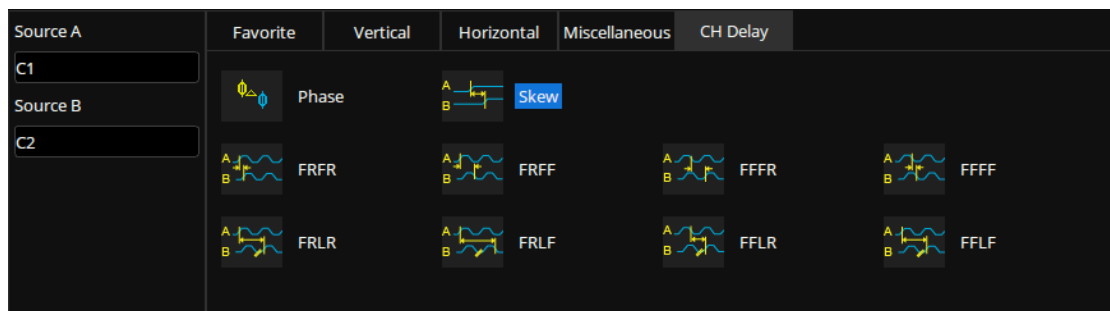 Source A
Favorite Vertical Horizontal Miscellaneous CH Delay
C1
Source B
C2
ϕ△ϕ Phase A B Skew
A B FRFR A B FRFF A B FFFR A B FFFF
A B FRLR A B FRLF A B FFLR A B FFLF